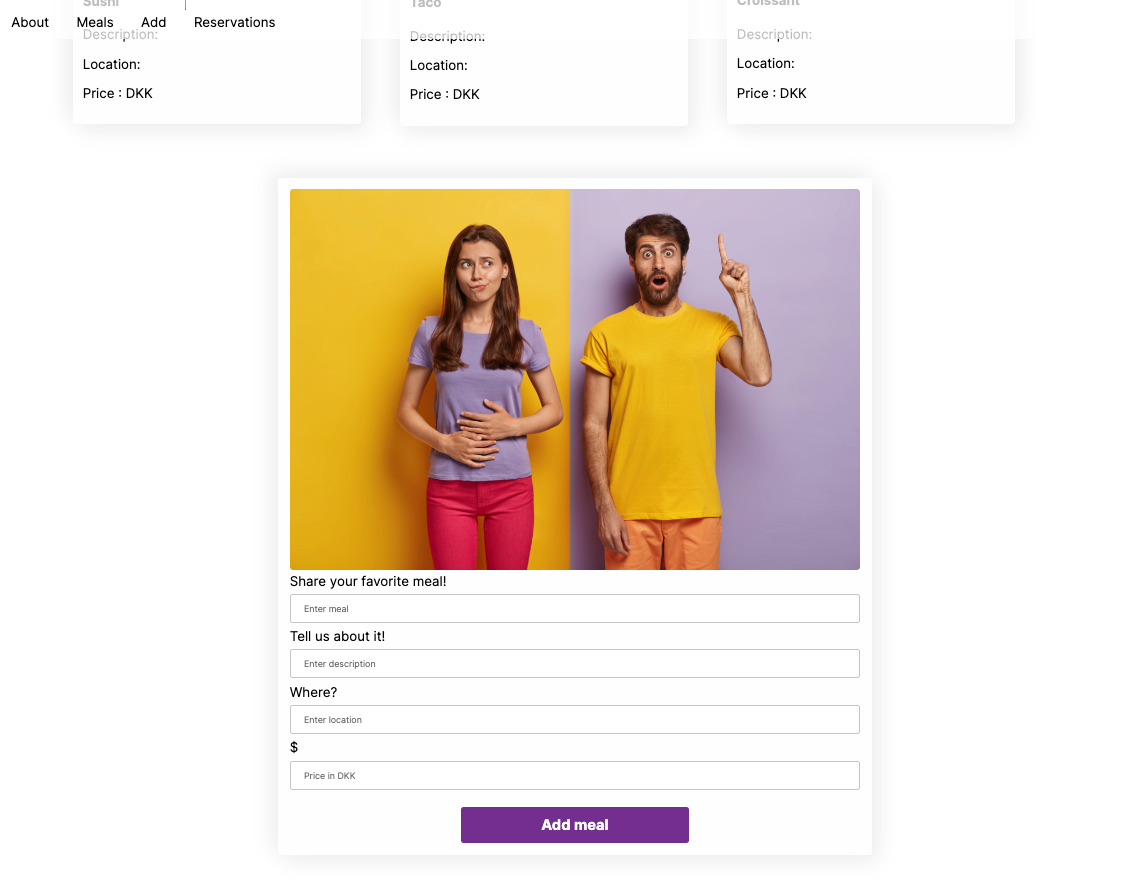 Sushi
Taco
Croissant
About Meals Add Reservations
Description:
Description:
Description:
Location:
Location:
Location:
Price : DKK
Price : DKK
Price : DKK
Share your favorite meal!
Enter meal
Tell us about it!
Enter description
Where?
Enter location
$
Price in DKK
Add meal